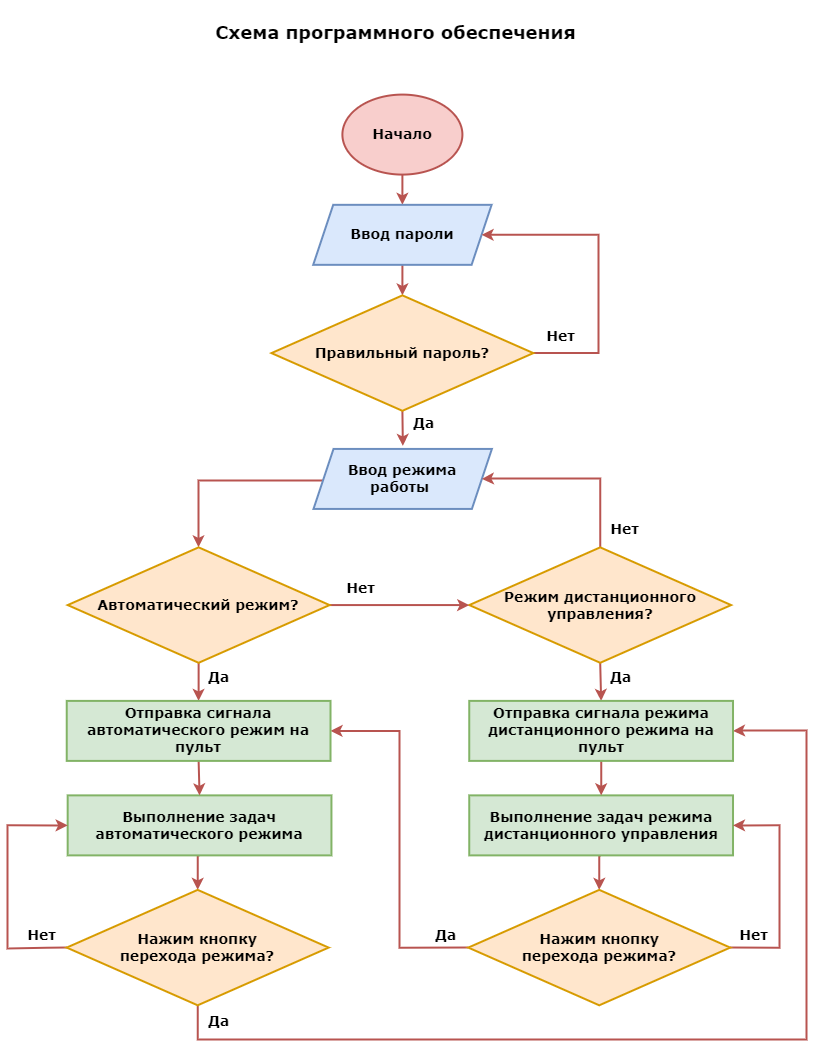 Схема программного обеспечения
Начало
Ввод пароли
Правильный пароль?
Нет
Да
Ввод режима
работы
Нет
Автоматический режим?
Нет
Режим дистанционного
управления?
Да
Да
Отправка сигнала
автоматического режим на
пульт
Отправка сигнала режима
дистанционного режима на
пульт
Выполнение задач
автоматического режима
Выполнение задач режима
дистанционного управления
Нет
Нажим кнопку
перехода режима?
Да
Нажим кнопку
перехода режима?
Нет
Да